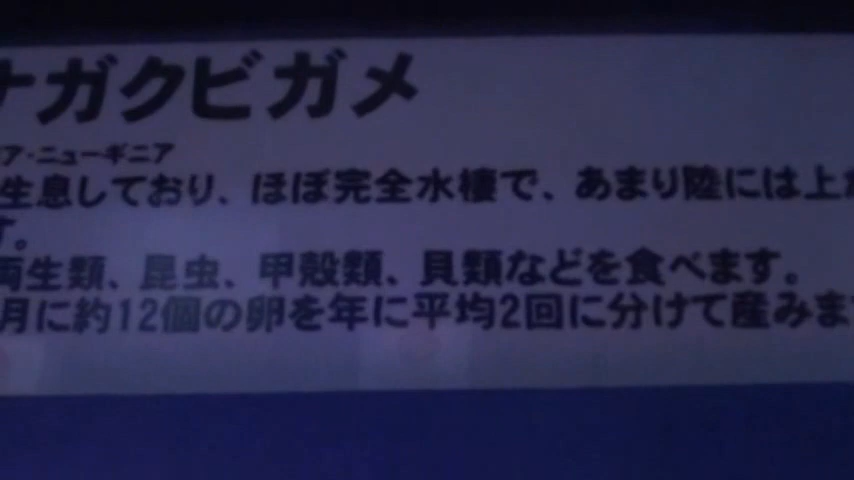 ナガクビガメ
ア・ニューギニア
生息しており、ほぼ完全水棲で、あまり陸には上が
す。
両生類、昆虫、甲殻類、貝類などを食べます。
月に約12個の卵を年に平均2回に分けて産みます